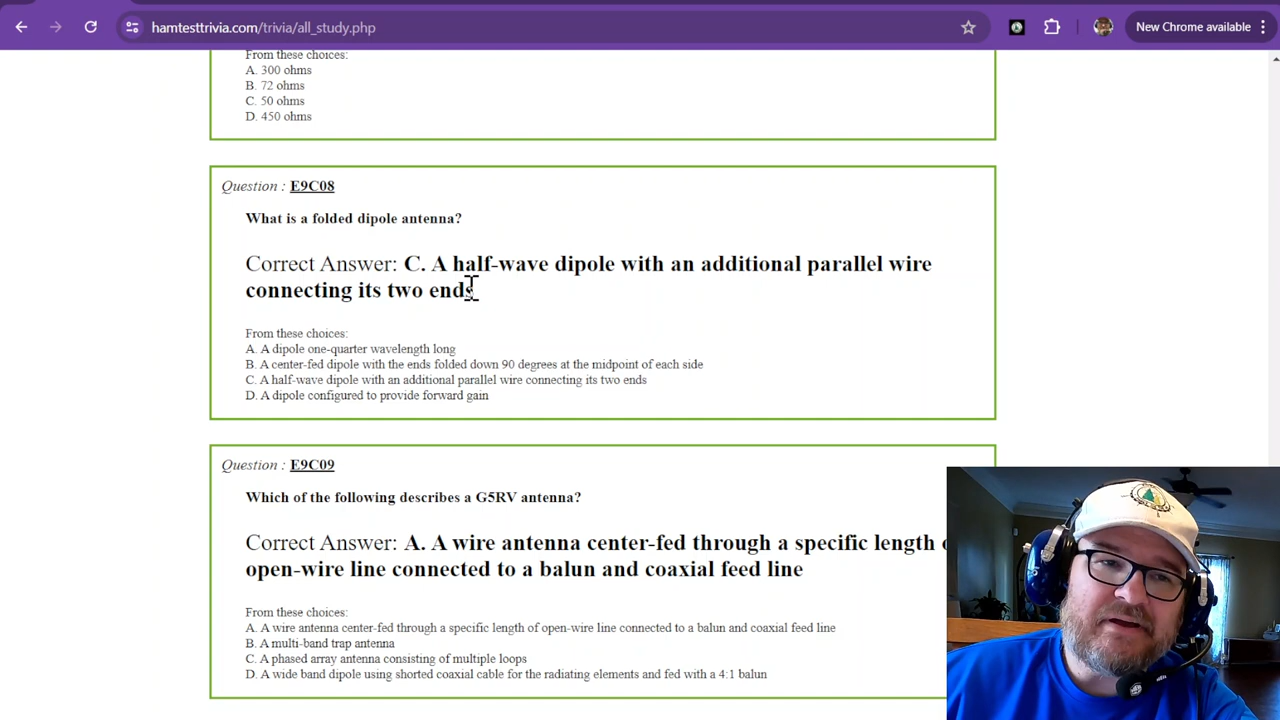 hamtesttrivia.com/trivia/all_study.php
New Chrome available
From these choices:
A. 300 ohms
B. 72 ohms
C. 50 ohms
D. 450 ohms
Question : E9C08
What is a folded dipole antenna?
Correct Answer: C. A half-wave dipole with an additional parallel wire
connecting its two ends
From these choices:
A. A dipole one-quarter wavelength long
B. A center-fed dipole with the ends folded down 90 degrees at the midpoint of each side
C. A half-wave dipole with an additional parallel wire connecting its two ends
D. A dipole configured to provide forward gain
Question : E9C09
Which of the following describes a G5RV antenna?
Correct Answer: A. A wire antenna center-fed through a specific length
open-wire line connected to a balun and coaxial feed line
From these choices:
A. A wire antenna center-fed through a specific length of open-wire line connected to a balun and coaxial feed line
B. A multi-band trap antenna
C. A phased array antenna consisting of multiple loops
D. A wide band dipole using shorted coaxial cable for the radiating elements and fed with a 4:1 balun